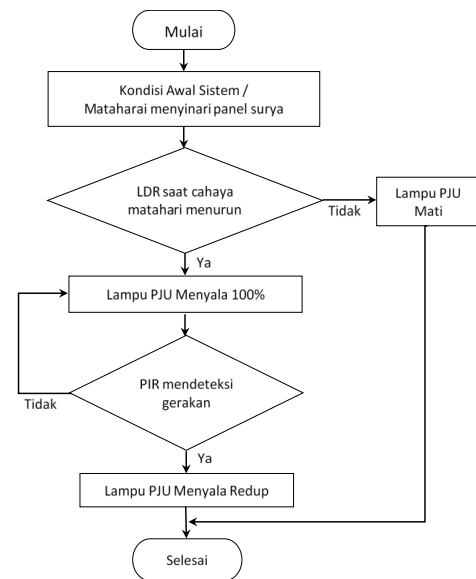 Mulai
Kondisi Awal Sistem /
Mataharai menyinari panel surya
LDR saat cahaya
matahari menurun
Tidak
Lampu PJU
Mati
Ya
Lampu PJU Menyala 100%
PIR mendeteksi
gerakan
Tidak
Ya
Lampu PJU Menyala Redup
Selesai